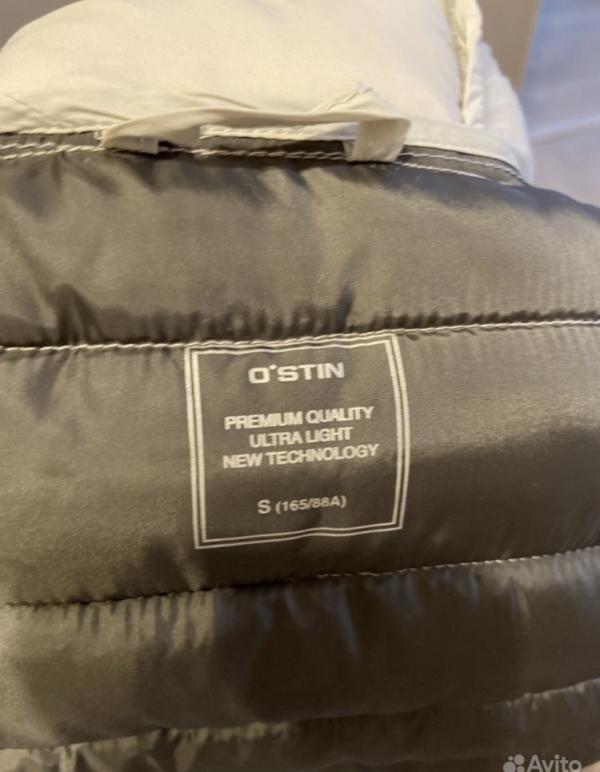 O'STIN
PREMIUM QUALITY
ULTRA LIGHT
NEW TECHNOLOGY
S (165/88A)
Avito